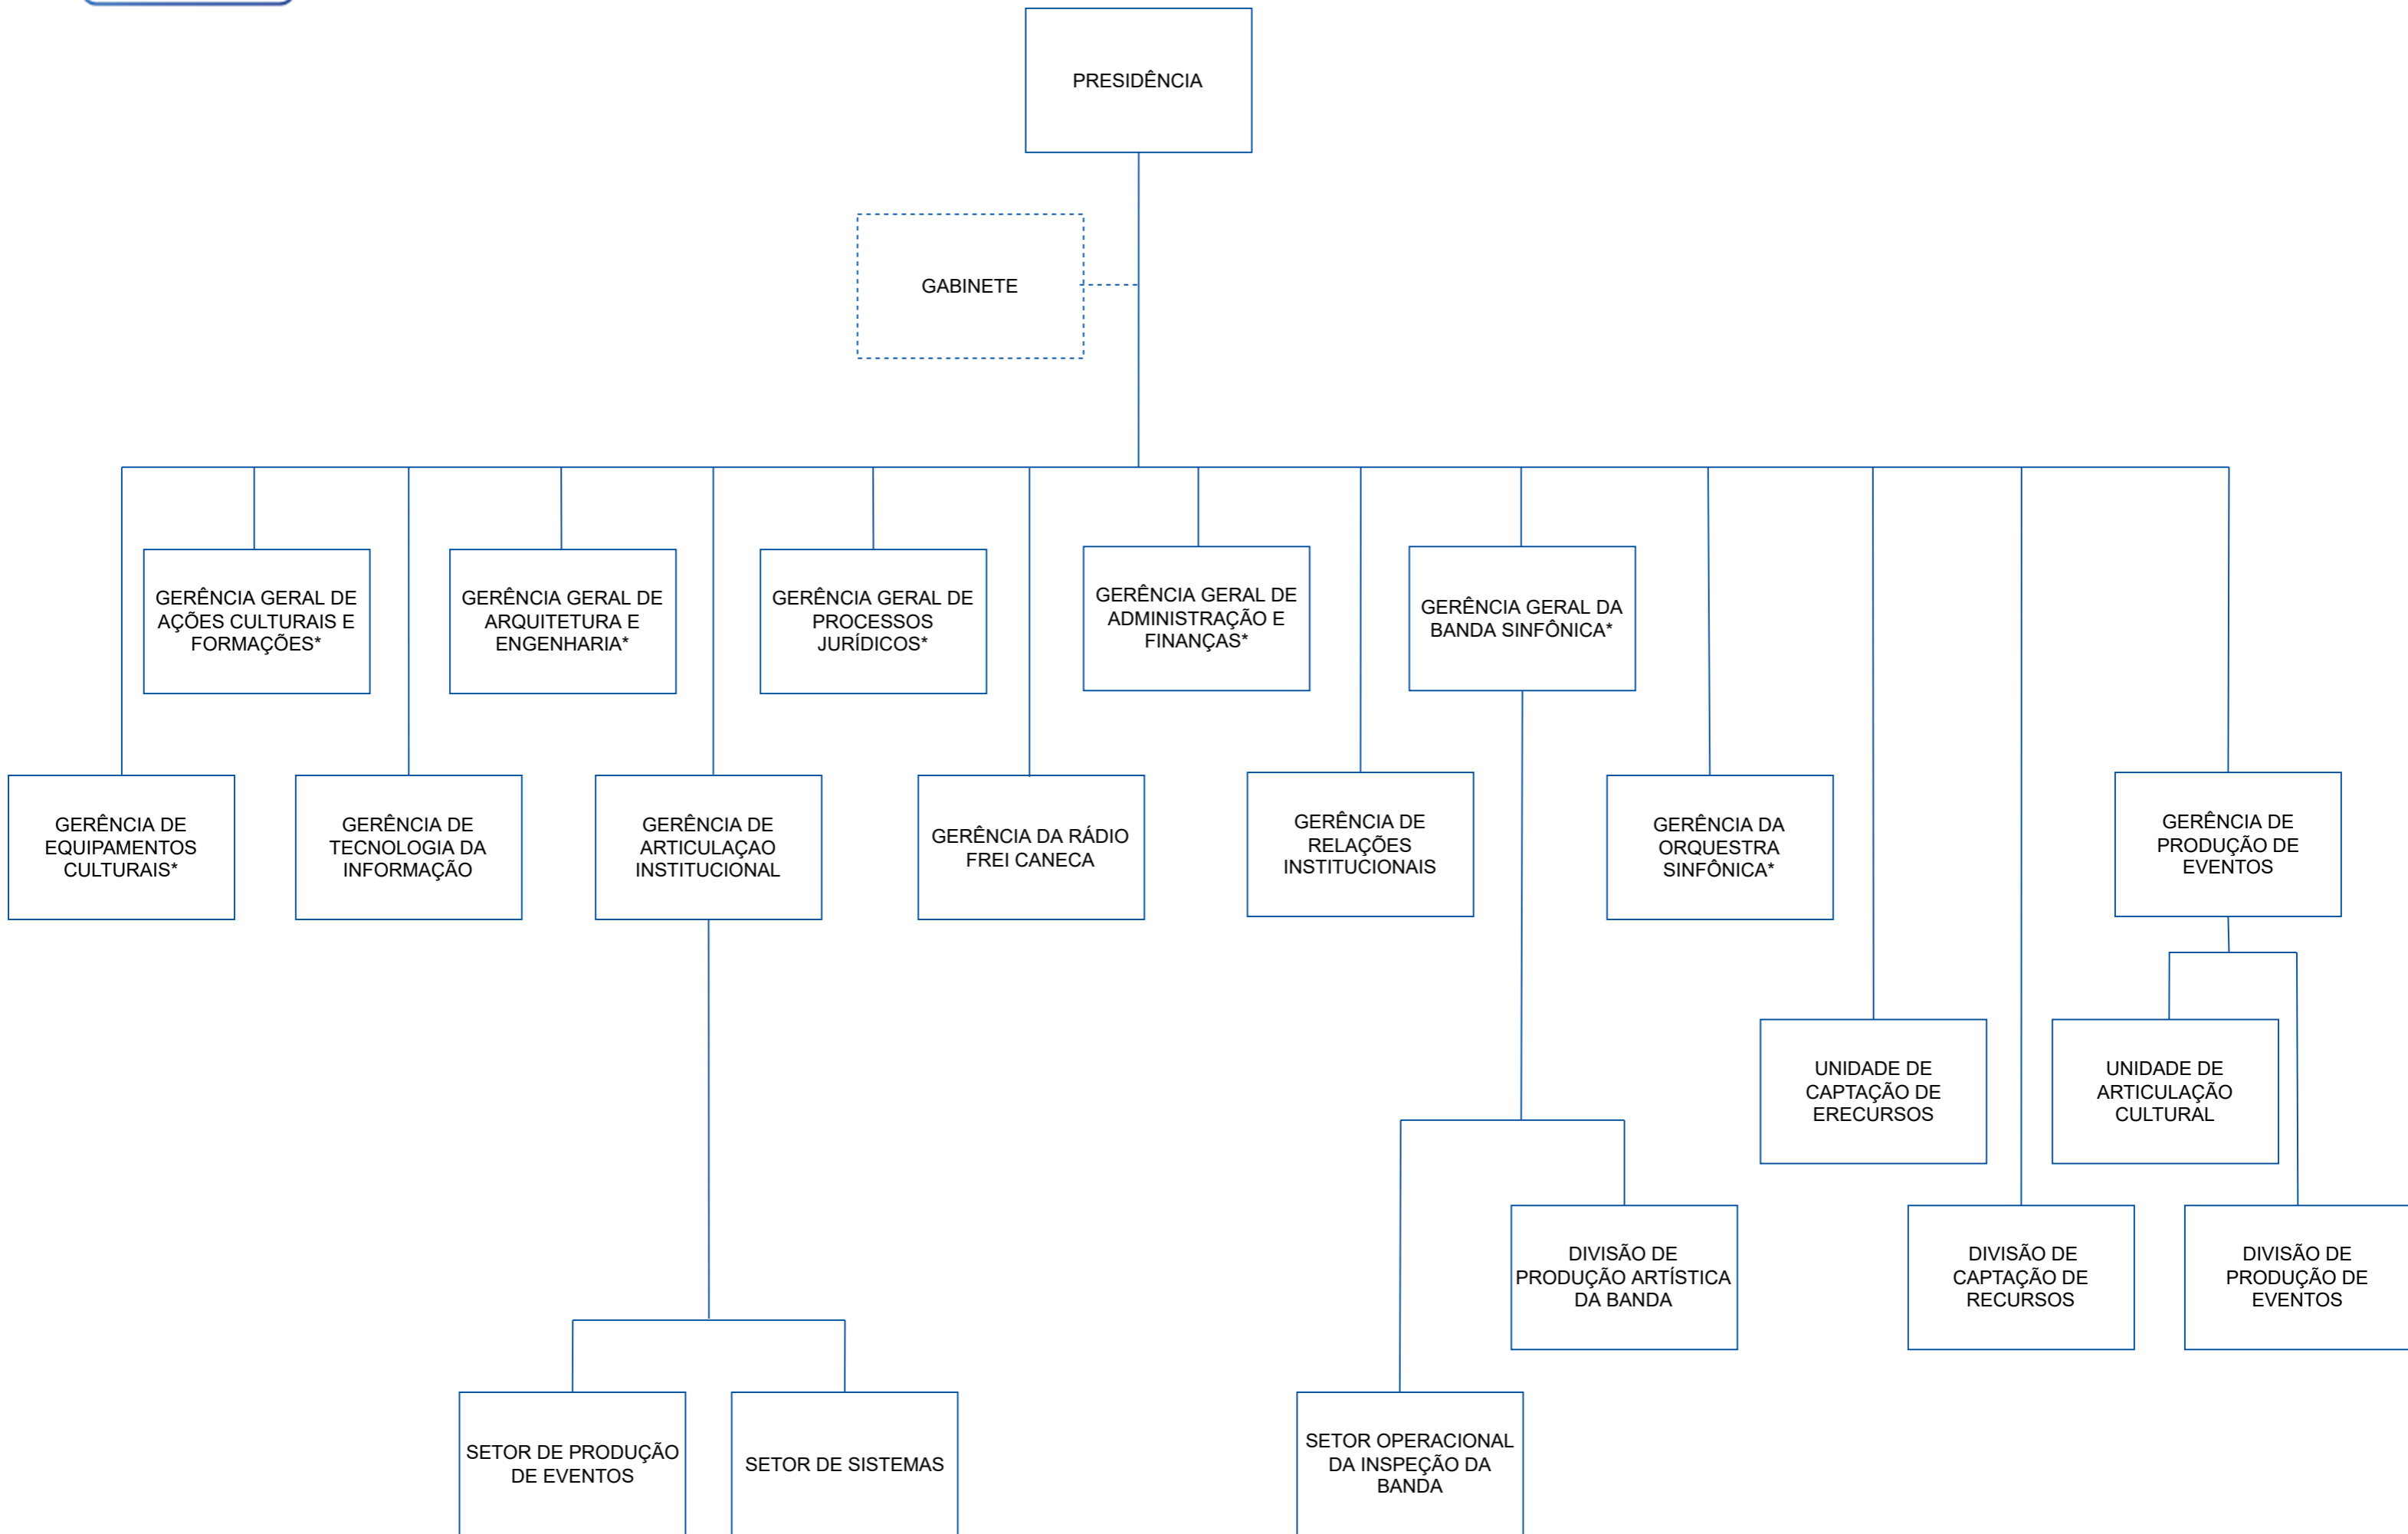 PRESIDÊNCIA
GABINETE
GERÊNCIA GERAL DE
AÇÕES CULTURAIS E
FORMAÇÕES*
GERÊNCIA GERAL DE
ARQUITETURA E
ENGENHARIA*
GERÊNCIA GERAL DE
PROCESSOS
JURÍDICOS*
GERÊNCIA GERAL DE
ADMINISTRAÇÃO E
FINANÇAS*
GERÊNCIA GERAL DA
BANDA SINFÔNICA*
GERÊNCIA DE
EQUIPAMENTOS
CULTURAIS*
GERÊNCIA DE
TECNOLOGIA DA
INFORMAÇÃO
GERÊNCIA DE
ARTICULAÇAO
INSTITUCIONAL
GERÊNCIA DA RÁDIO
FREI CANECA
GERÊNCIA DE
RELAÇÕES
INSTITUCIONAIS
GERÊNCIA DA
ORQUESTRA
SINFÔNICA*
GERÊNCIA DE
PRODUÇÃO DE
EVENTOS
UNIDADE DE
CAPTAÇÃO DE
ERECURSOS
UNIDADE DE
ARTICULAÇÃO
CULTURAL
DIVISÃO DE
PRODUÇÃO ARTÍSTICA
DA BANDA
DIVISÃO DE
CAPTAÇÃO DE
RECURSOS
DIVISÃO DE
PRODUÇÃO DE
EVENTOS
SETOR DE PRODUÇÃO
DE EVENTOS
SETOR DE SISTEMAS
SETOR OPERACIONAL
DA INSPEÇÃO DA
BANDA